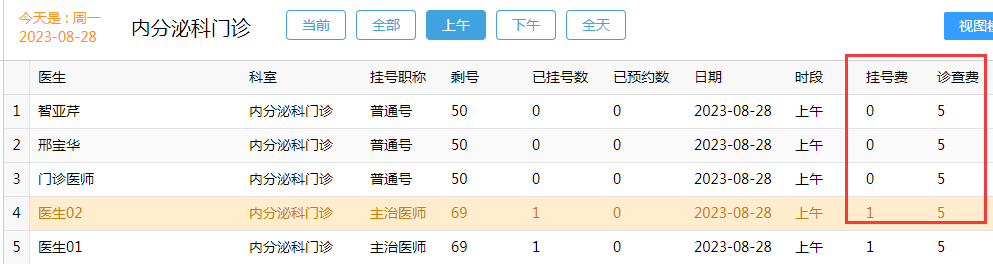 今天是 : 周一
2023-08-28
内分泌科门诊 当前 全部 上午 下午 全天
医生 科室 挂号职称 剩号 已挂号数 已预约数 日期 时段 挂号费 诊查费
1 智亚芹 内分泌科门诊 普通号 50 0 0 2023-08-28 上午 0 5
2 邢宝华 内分泌科门诊 普通号 50 0 0 2023-08-28 上午 0 5
3 门诊医师 内分泌科门诊 普通号 50 0 0 2023-08-28 上午 0 5
4 医生02 内分泌科门诊 主治医师 69 1 0 2023-08-28 上午 1 5
5 医生01 内分泌科门诊 主治医师 69 1 0 2023-08-28 上午 1 5
视图